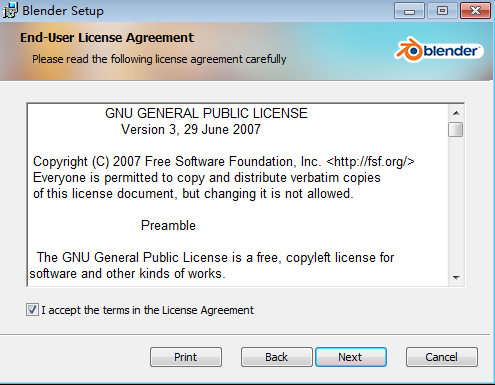 Blender Setup
End-User License Agreement
Please read the following license agreement carefully
blender
GNU GENERAL PUBLIC LICENSE
Version 3, 29 June 2007
Copyright (C) 2007 Free Software Foundation, Inc. <http://fsf.org/>
Everyone is permitted to copy and distribute verbatim copies
of this license document, but changing it is not allowed.
Preamble
The GNU General Public License is a free, copyleft license for
software and other kinds of works.
I accept the terms in the License Agreement
Print Back Next Cancel